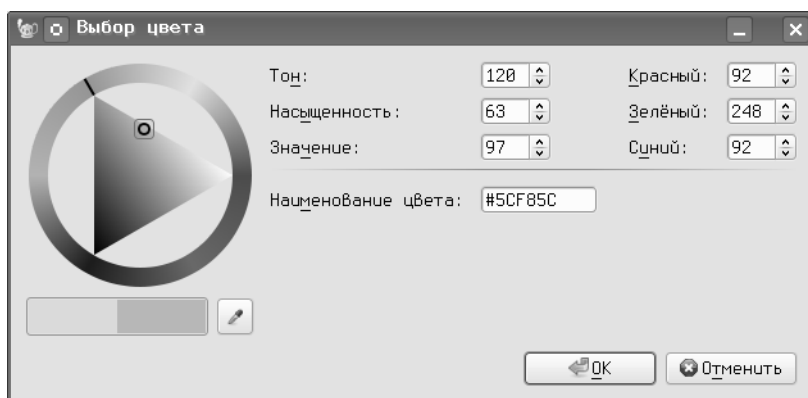 Выбор цвета
Тон: 120 Красный: 92
Насыщенность: 63 Зелёный: 248
Значение: 97 Синий: 92
Наименование цвета: #5CF85C
OK Отменить